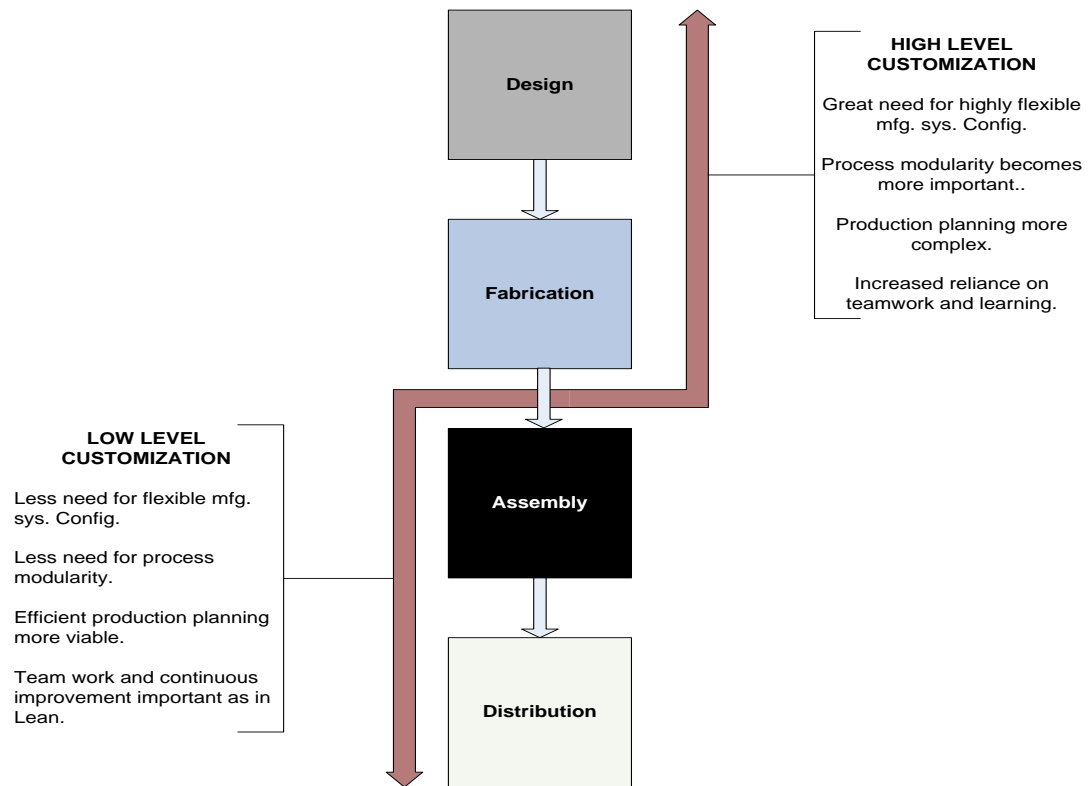 Design
HIGH LEVEL
CUSTOMIZATION
Great need for highly flexible
mfg. sys. Config.
Process modularity becomes
more important..
Production planning more
complex.
Increased reliance on
teamwork and learning.
Fabrication
LOW LEVEL
CUSTOMIZATION
Less need for flexible mfg.
sys. Config.
Less need for process
modularity.
Efficient production planning
more viable.
Team work and continuous
improvement important as in
Lean.
Assembly
Distribution